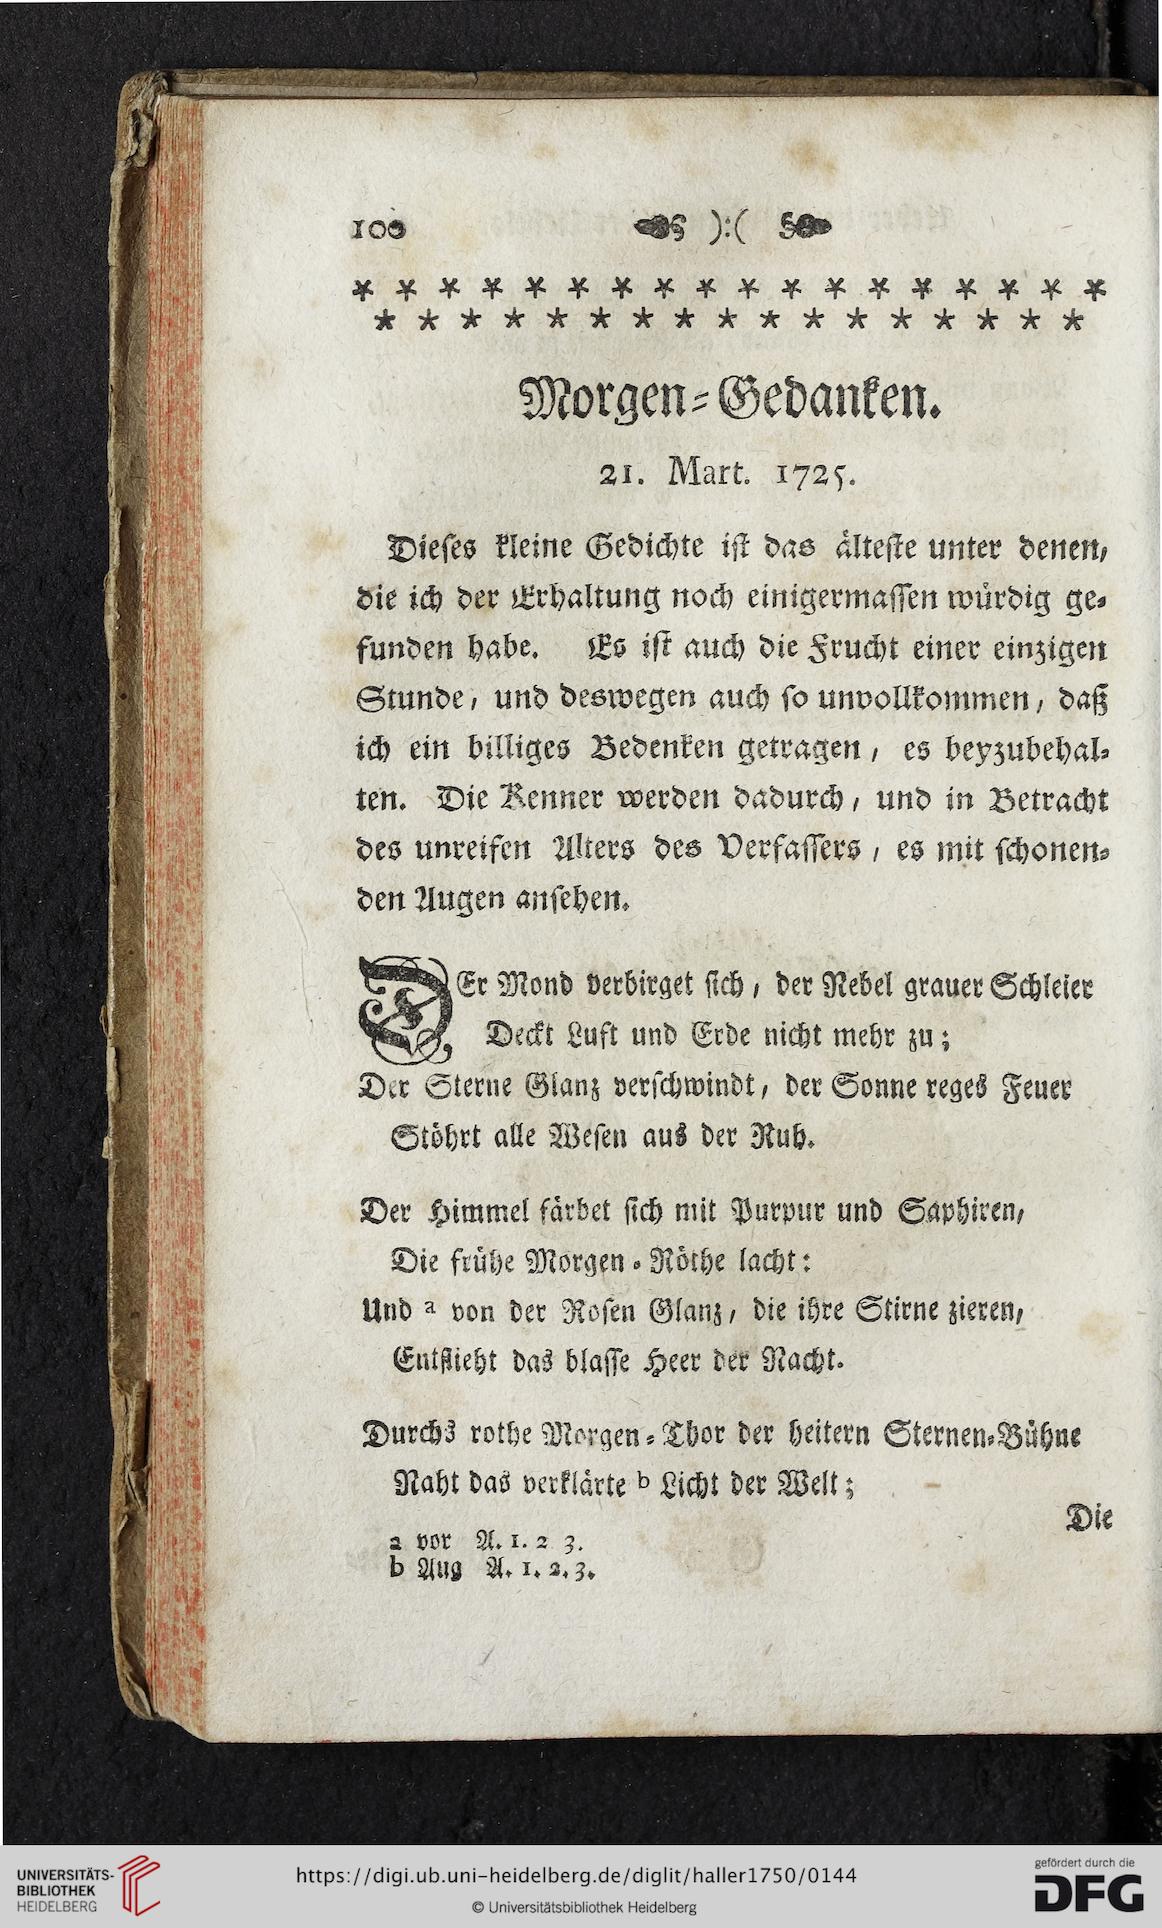 100 ):(
* * * * * * * * * * * * * * * * * *
* * * * * * * * * * * * * * * * *
Morgen-Gedanken.
21. Mart. 1725.
Dieses kleine Gedichte ist das älteste unter denen,
die ich der Erhaltung noch einigermassen würdig ge-
funden habe. Es ist auch die Frucht einer einzigen
Stunde, und deswegen auch so unvollkommen, daß
ich ein billiges Bedenken getragen, es beyzubehal-
ten. Die Kenner werden dadurch, und in Betracht
des unreifen Alters des Verfassers, es mit schonen-
den Augen ansehen.
DEr Mond verbirget sich, der Nebel grauer Schleier
Deckt Luft und Erde nicht mehr zu;
Der Sterne Glanz verschwindt, der Sonne reges Feuer
Stöhrt alle Wesen aus der Ruh.
Der Himmel färbet sich mit Purpur und Saphiren,
Die frühe Morgen-Röthe lacht:
Und a von der Rosen Glanz, die ihre Stirne zieren,
Entflieht das blasse Heer der Nacht.
Durchs rothe Morgen-Thor der heitern Sternen-Bühne
Naht das verklärte b Licht der Welt;
Die
a vor A. 1. 2 3.
b Aug A. 1. 2. 3.
UNIVERSITÄTS-
BIBLIOTHEK
HEIDELBERG
https://digi.ub.uni-heidelberg.de/diglit/haller1750/0144
© Universitätsbibliothek Heidelberg
gefördert durch die
DFG